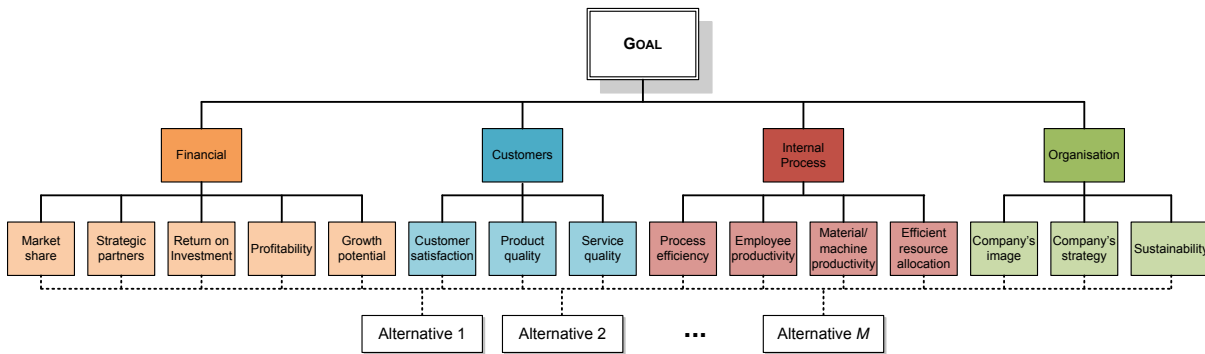 GOAL
Financial
Customers
Internal
Process
Organisation
Market
share
Strategic
partners
Return on
Investment
Profitability
Growth
potential
Customer
satisfaction
Product
quality
Service
quality
Process
efficiency
Employee
productivity
Material/
machine
productivity
Efficient
resource
allocation
Company's
image
Company's
strategy
Sustainability
Alternative 1
Alternative 2
...
Alternative M